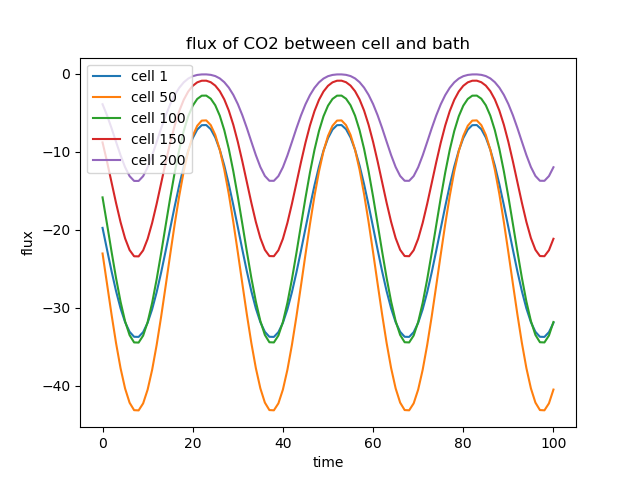 flux of CO2 between cell and bath
cell 1
cell 50
cell 100
cell 150
cell 200
0
−10
−20
−30
−40
flux
0 20 40 60 80 100
time